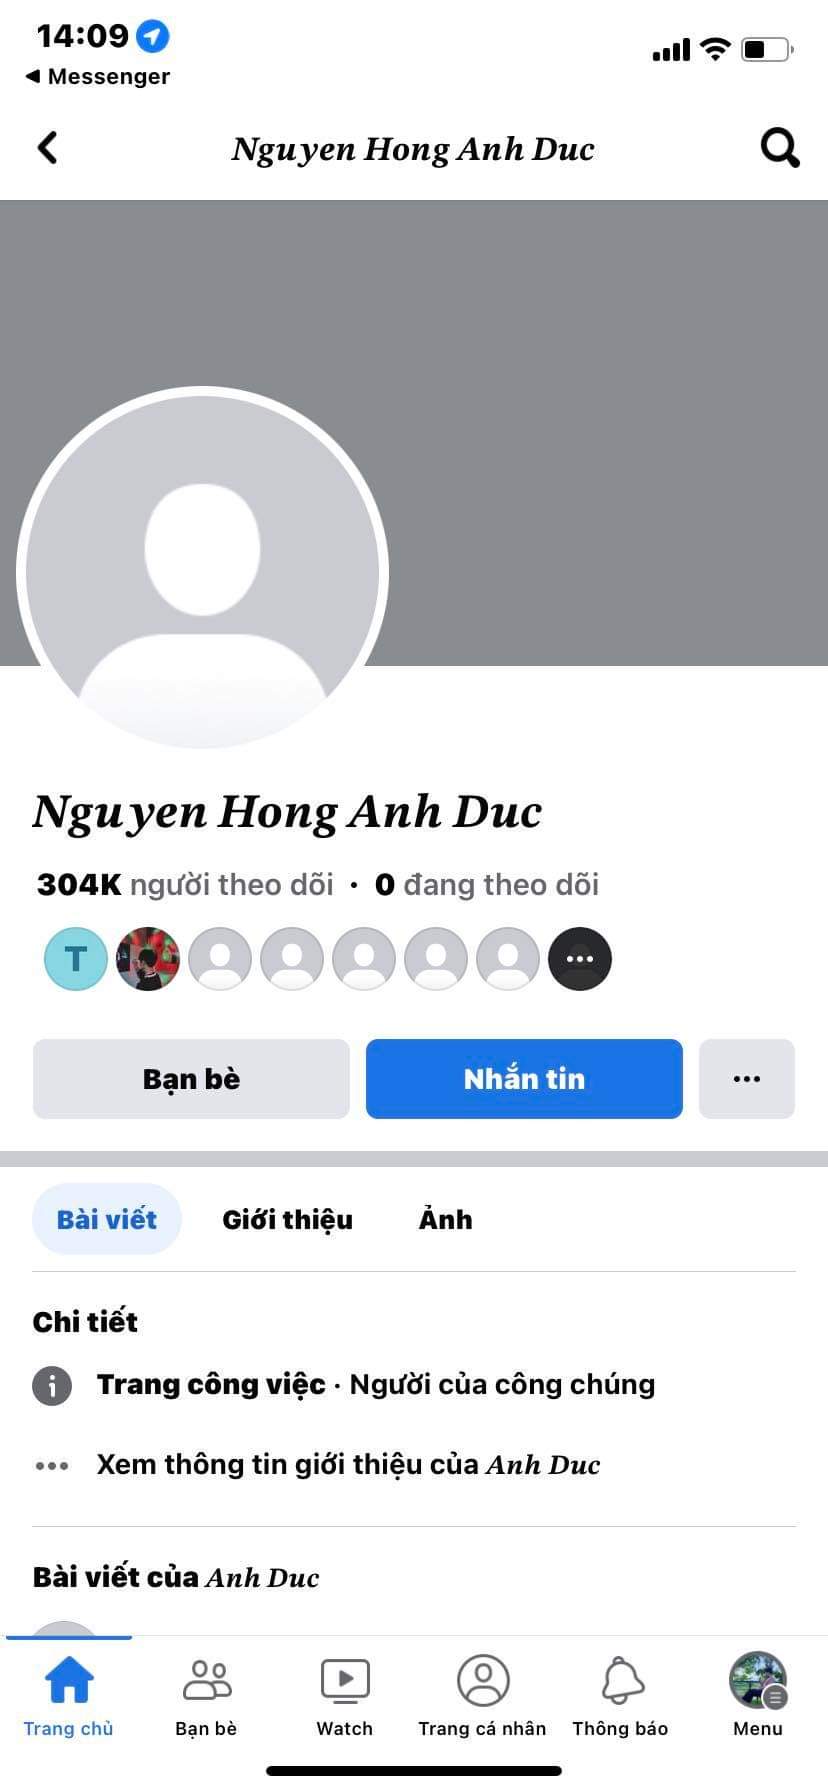 14:09
◀ Messenger
Nguyen Hong Anh Duc
Nguyen Hong Anh Duc
304K người theo dõi · 0 đang theo dõi
T
Bạn bè
Nhắn tin
Bài viết
Giới thiệu
Ảnh
Chi tiết
Trang công việc · Người của công chúng
Xem thông tin giới thiệu của Anh Duc
Bài viết của Anh Duc
Trang chủ
Bạn bè
Watch
Trang cá nhân
Thông báo
Menu